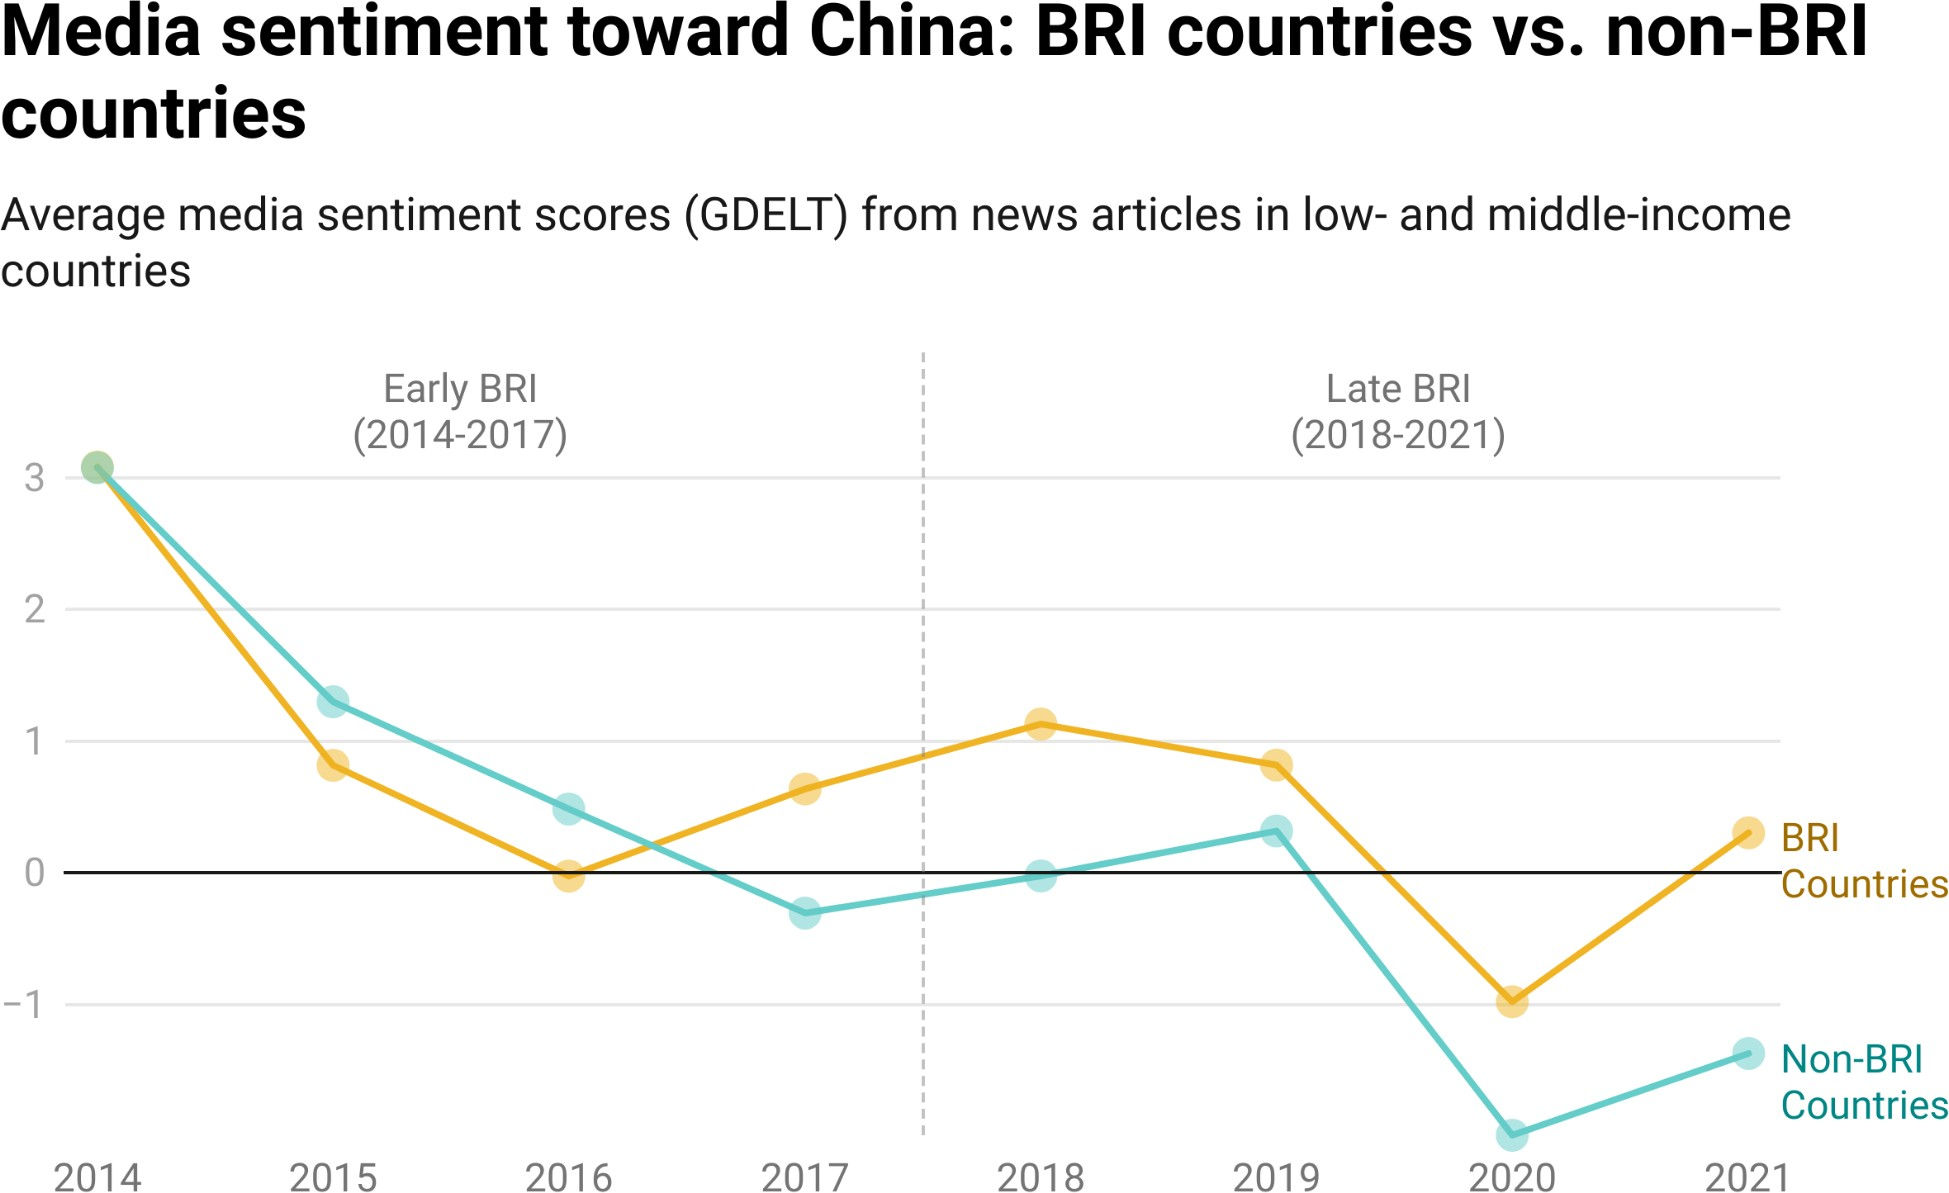 Media sentiment toward China: BRI countries vs. non-BRI
countries
Average media sentiment scores (GDELT) from news articles in low- and middle-income
countries
Early BRI
(2014-2017)
Late BRI
(2018-2021)
3
2
1
0
−1
BRI
Countries
Non-BRI
Countries
2014 2015 2016 2017 2018 2019 2020 2021